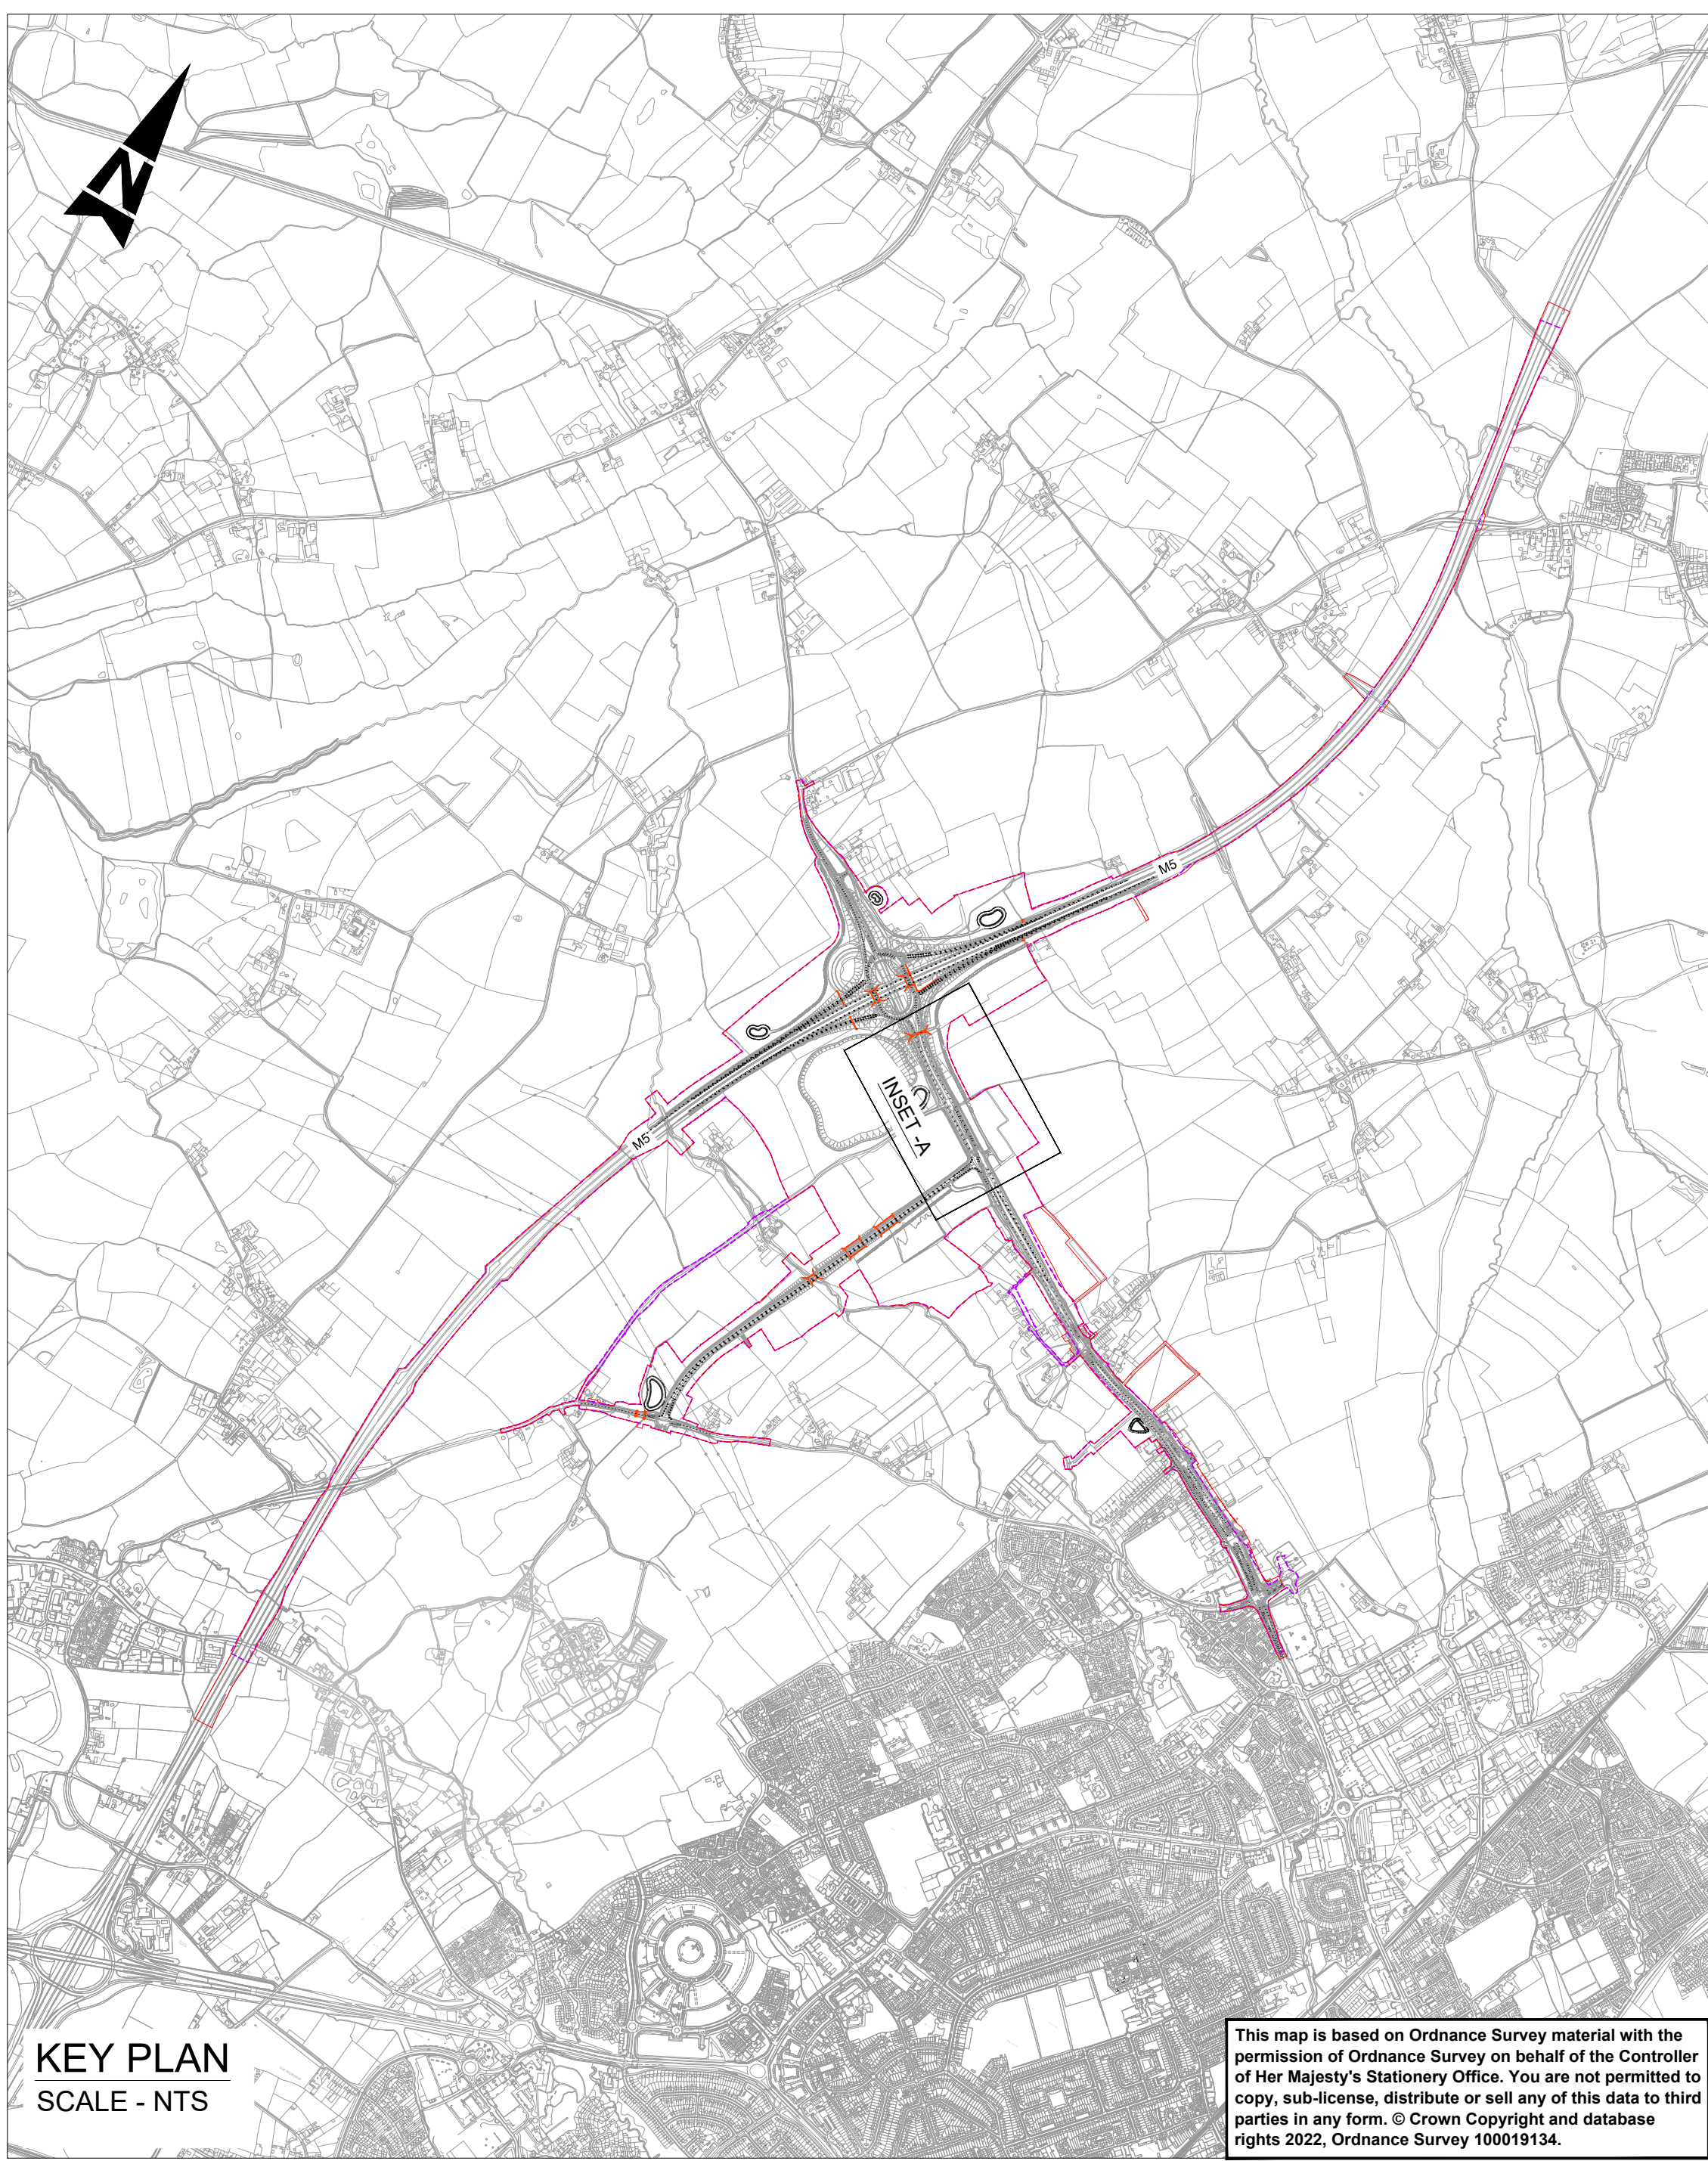 N
M5
M5
INSET -A
KEY PLAN
SCALE - NTS
This map is based on Ordnance Survey material with the
permission of Ordnance Survey on behalf of the Controller
of Her Majesty's Stationery Office. You are not permitted to
copy, sub-license, distribute or sell any of this data to third
parties in any form. © Crown Copyright and database
rights 2022, Ordnance Survey 100019134.